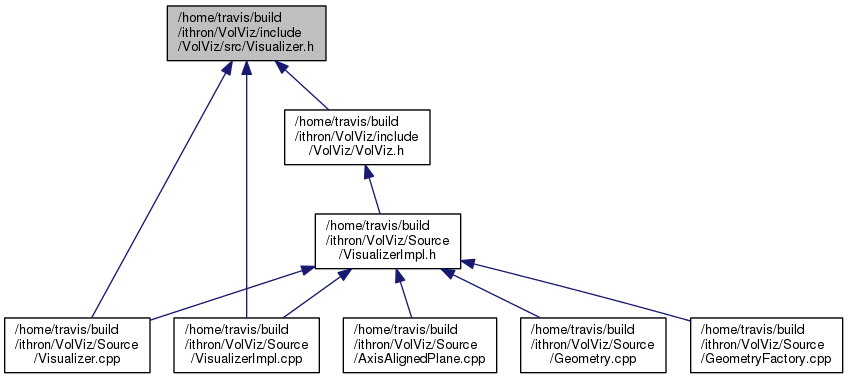 /home/travis/build
/ithron/VolViz/include
/VolViz/src/Visualizer.h
/home/travis/build
/ithron/VolViz/include
/VolViz/VolViz.h
/home/travis/build
/ithron/VolViz/Source
/VisualizerImpl.h
/home/travis/build
/ithron/VolViz/Source
/Visualizer.cpp
/home/travis/build
/ithron/VolViz/Source
/VisualizerImpl.cpp
/home/travis/build
/ithron/VolViz/Source
/AxisAlignedPlane.cpp
/home/travis/build
/ithron/VolViz/Source
/Geometry.cpp
/home/travis/build
/ithron/VolViz/Source
/GeometryFactory.cpp